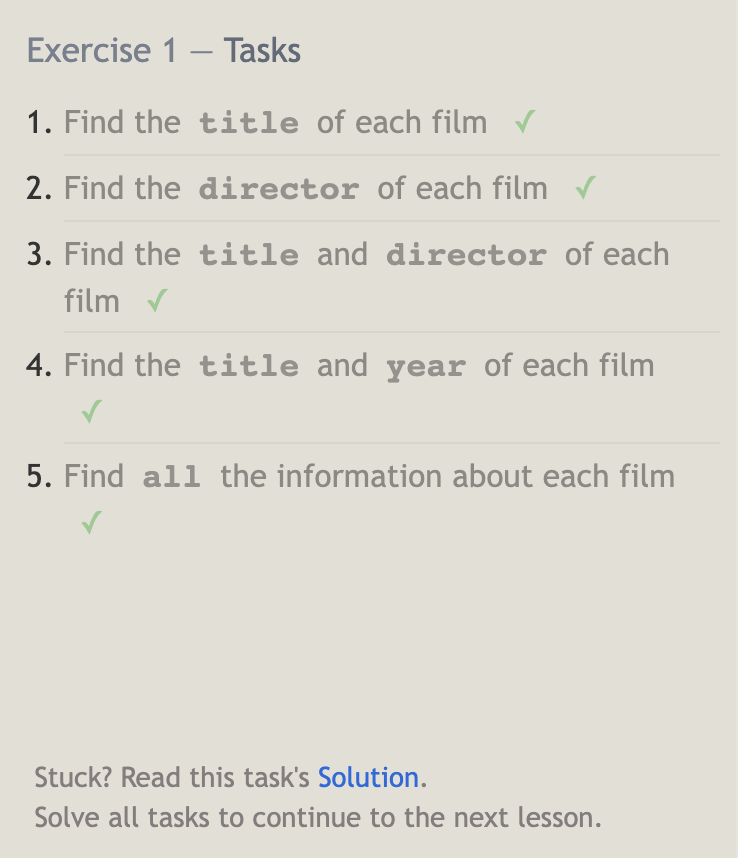 Exercise 1 — Tasks
1. Find the title of each film ✓
2. Find the director of each film ✓
3. Find the title and director of each
film ✓
4. Find the title and year of each film
✓
5. Find all the information about each film
✓
Stuck? Read this task's Solution.
Solve all tasks to continue to the next lesson.